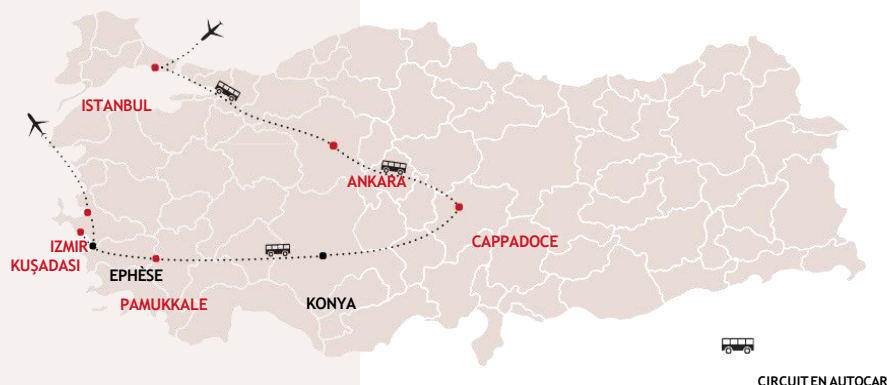 ISTANBUL
ANKARA
CAPPADOCE
IZMIR
KUŞADASI
EPHÈSE
PAMUKKALE
KONYA
CIRCUIT EN AUTOCAR